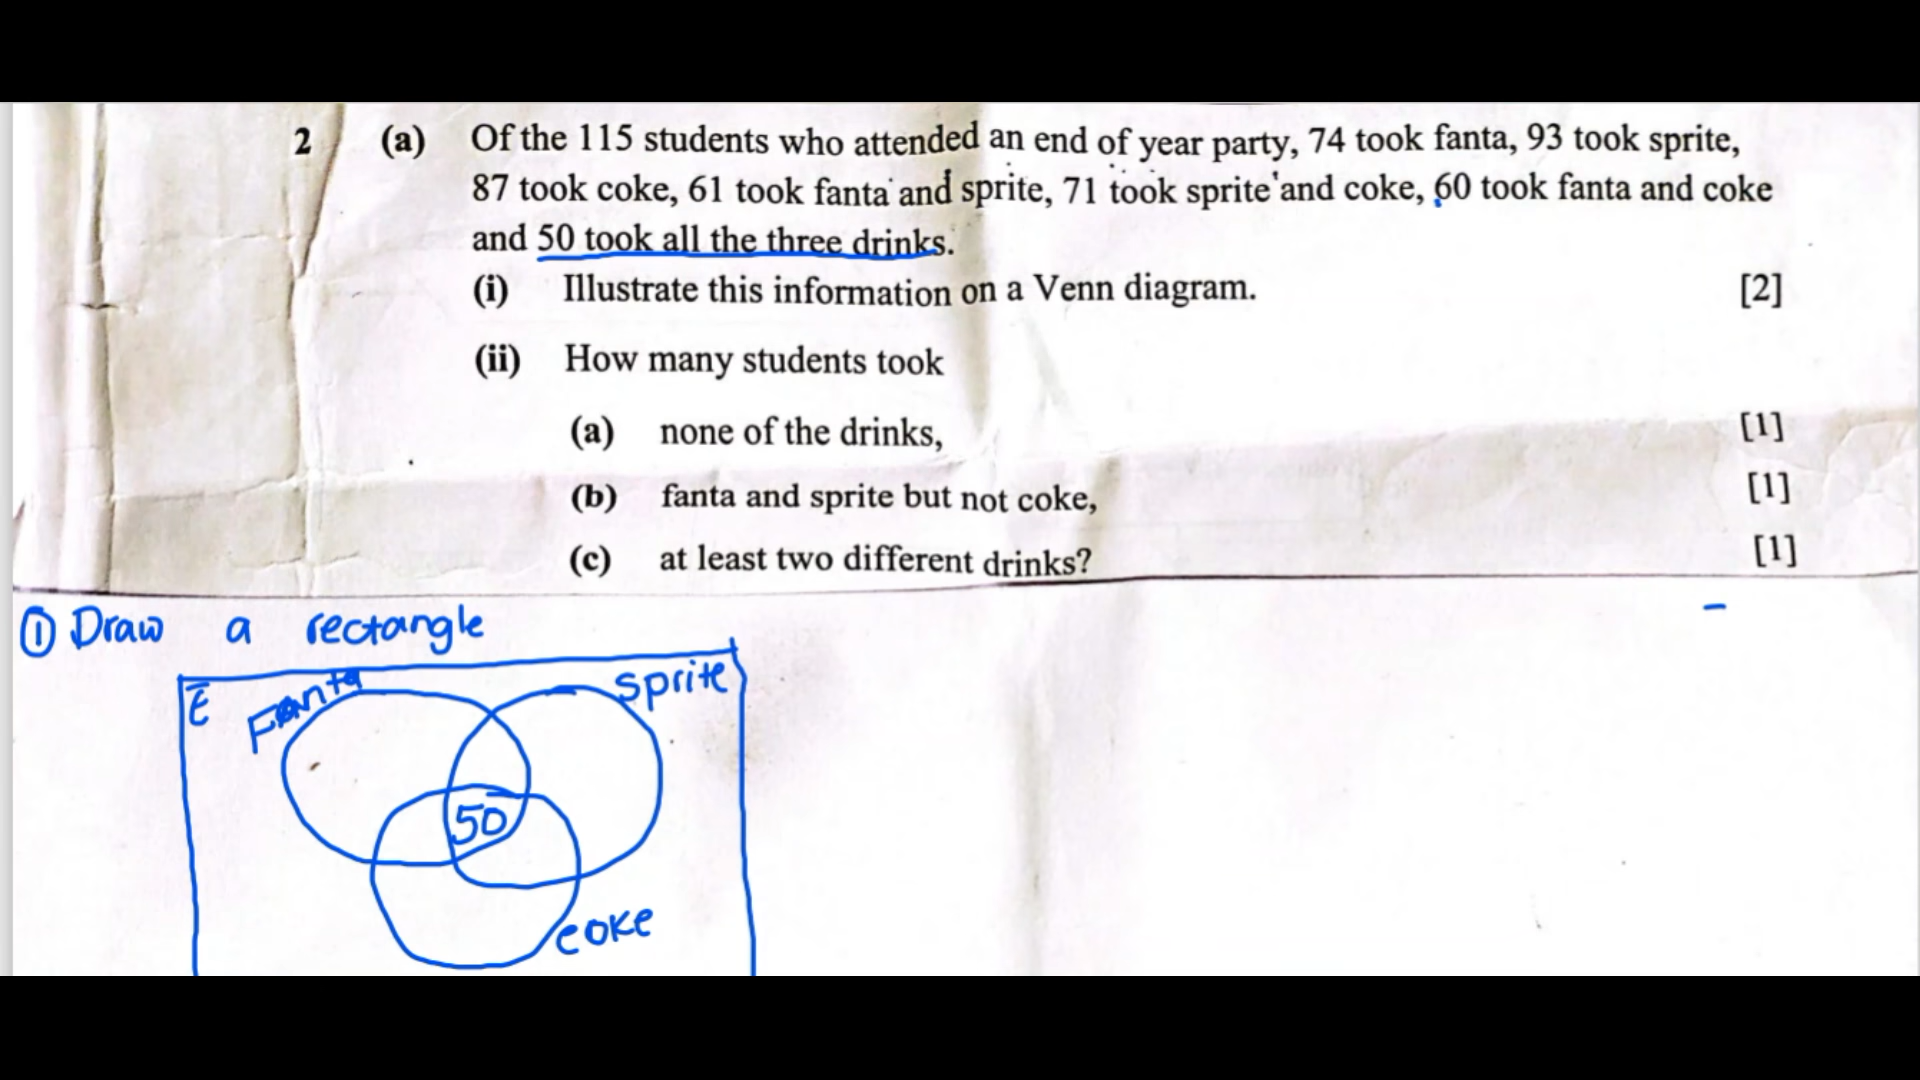 2 (a) Of the 115 students who attended an end of year party, 74 took fanta, 93 took sprite,
87 took coke, 61 took fanta and sprite, 71 took sprite and coke, 60 took fanta and coke
and 50 took all the three drinks.
(i) Illustrate this information on a Venn diagram. [2]
(ii) How many students took
(a) none of the drinks, [1]
(b) fanta and sprite but not coke, [1]
(c) at least two different drinks? [1]
① Draw a rectangle
E Fanta sprite
50
coke